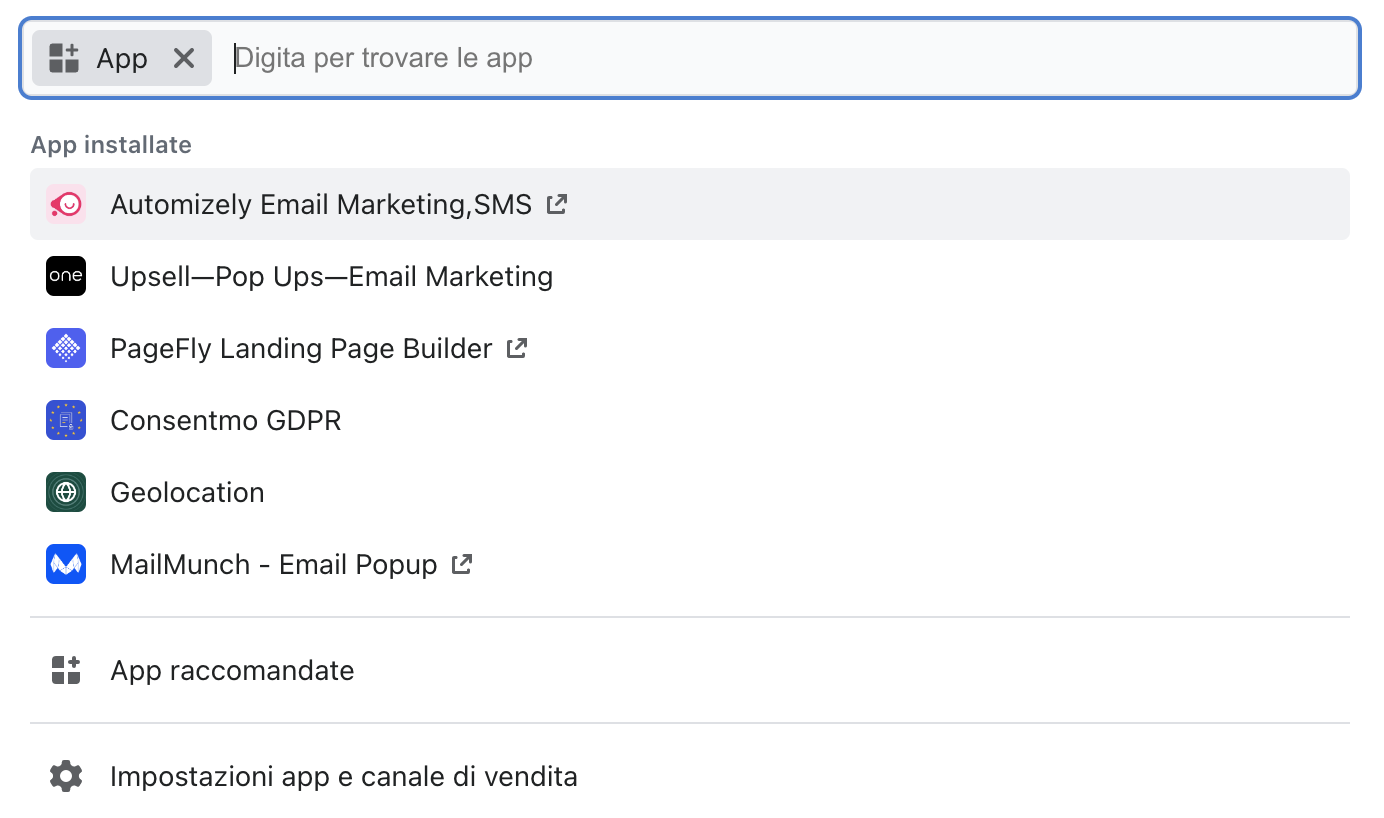 App
Digita per trovare le app
App installate
Automizely Email Marketing,SMS
one
Upsell—Pop Ups—Email Marketing
PageFly Landing Page Builder
Consentmo GDPR
Geolocation
MailMunch - Email Popup
App raccomandate
Impostazioni app e canale di vendita